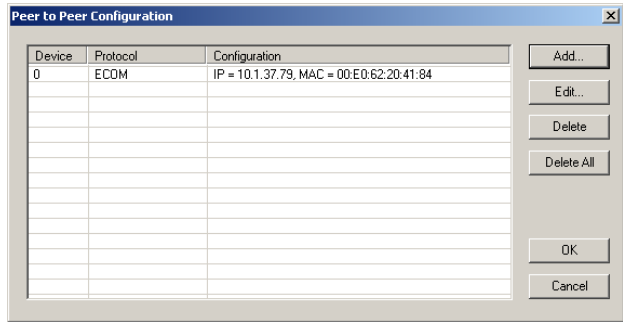 Peer to Peer Configuration
Device Protocol Configuration
0 ECOM IP = 10.1.37.79, MAC = 00:E0:62:20:41:84
Add...
Edit...
Delete
Delete All
OK
Cancel